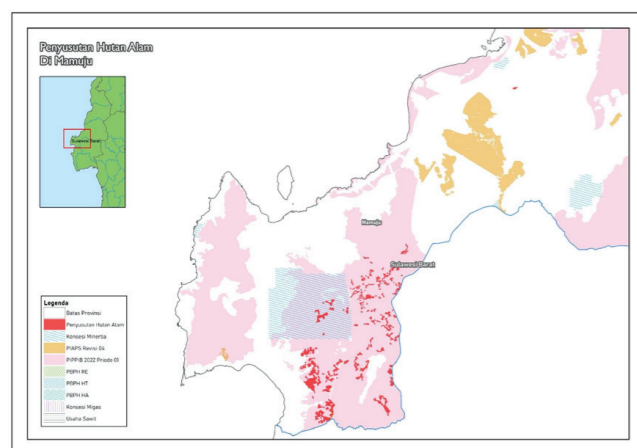 Penyusutan Hutan Alam
Di Mamuju
Sulawesi Barat
Mamuju
Sulawesi Barat
Legenda
Batas Provinsi
Penyusutan Hutan Alam
Konsesi Minerba
PIAPS Revisi 04
PIPPIB 2022 Priode 01
PBPH RE
PBPH HT
PBPH HA
Konsesi Migas
Usaha Sawit